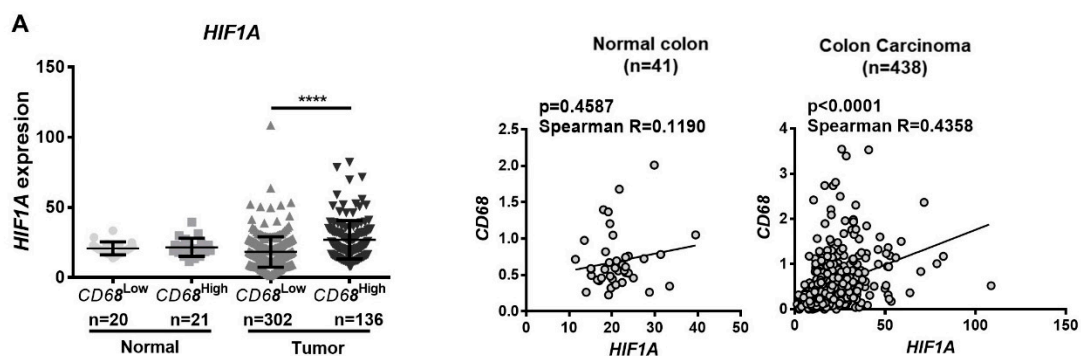 A
HIF1A
HIF1A expresion
150
100
50
0
****
CD68Low CD68High CD68Low CD68High
n=20 n=21 n=302 n=136
Normal Tumor
Normal colon
(n=41)
p=0.4587
Spearman R=0.1190
CD68
2.5
2.0
1.5
1.0
0.5
0.0
0 10 20 30 40 50
HIF1A
Colon Carcinoma
(n=438)
p<0.0001
Spearman R=0.4358
CD68
4
3
2
1
0
0 50 100 150
HIF1A